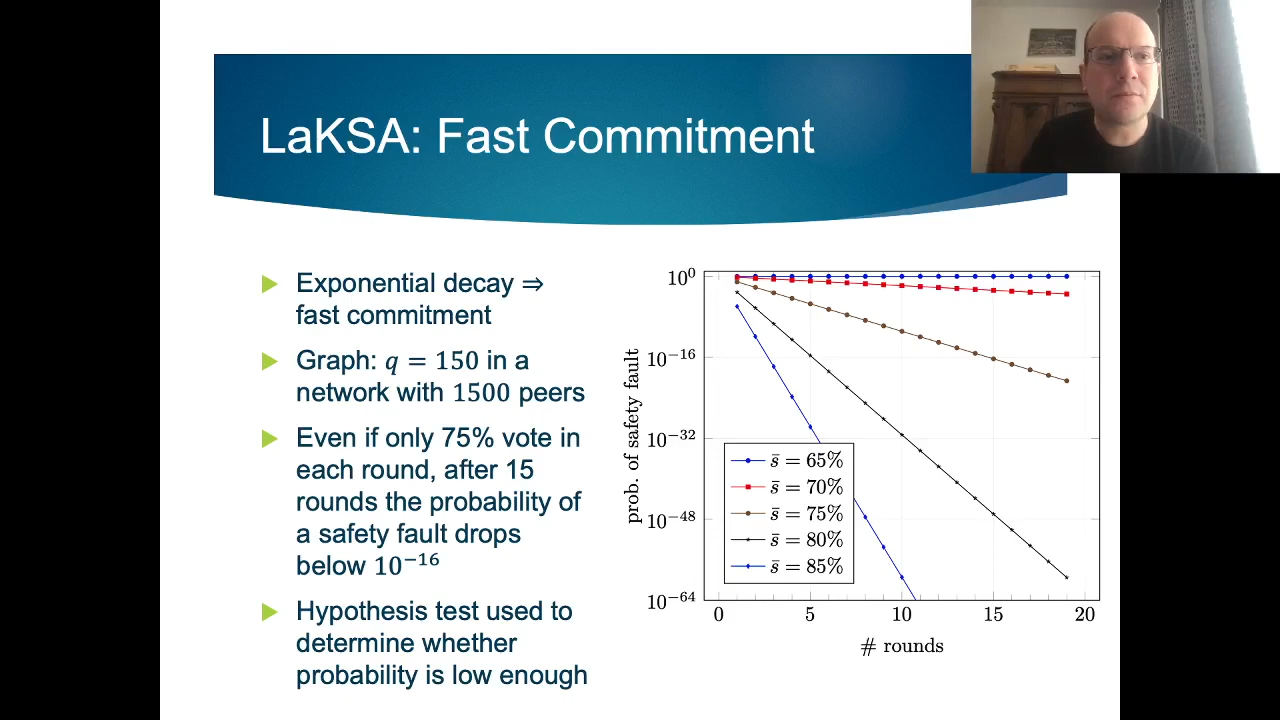 LaKSA: Fast Commitment
Exponential decay ⇒
fast commitment
Graph: q = 150 in a
network with 1500 peers
Even if only 75% vote in
each round, after 15
rounds the probability of
a safety fault drops
below 10⁻¹⁶
Hypothesis test used to
determine whether
probability is low enough
prob. of safety fault
10⁰
10⁻¹⁶
10⁻³²
10⁻⁴⁸
10⁻⁶⁴
s̄ = 65%
s̄ = 70%
s̄ = 75%
s̄ = 80%
s̄ = 85%
0 5 10 15 20
# rounds